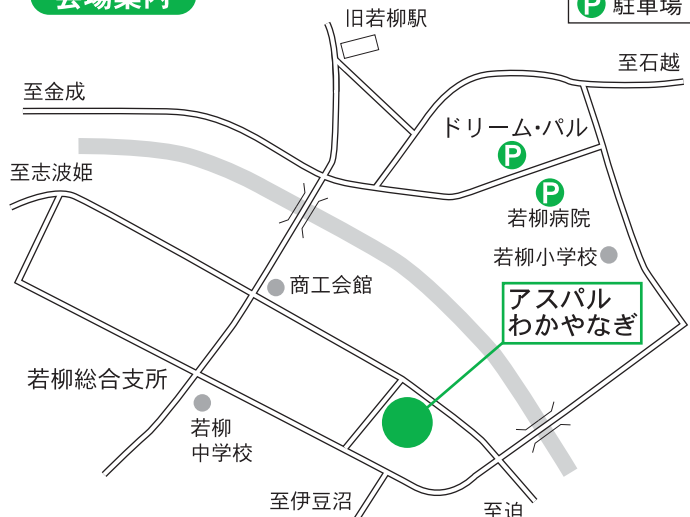 会場案内
旧若柳駅
P 駐車場
至石越
至金成
ドリーム・パル
P
至志波姫
P
若柳病院
若柳小学校
商工会館
アスパル
わかやなぎ
若柳総合支所
若柳
中学校
至伊豆沼
至迫